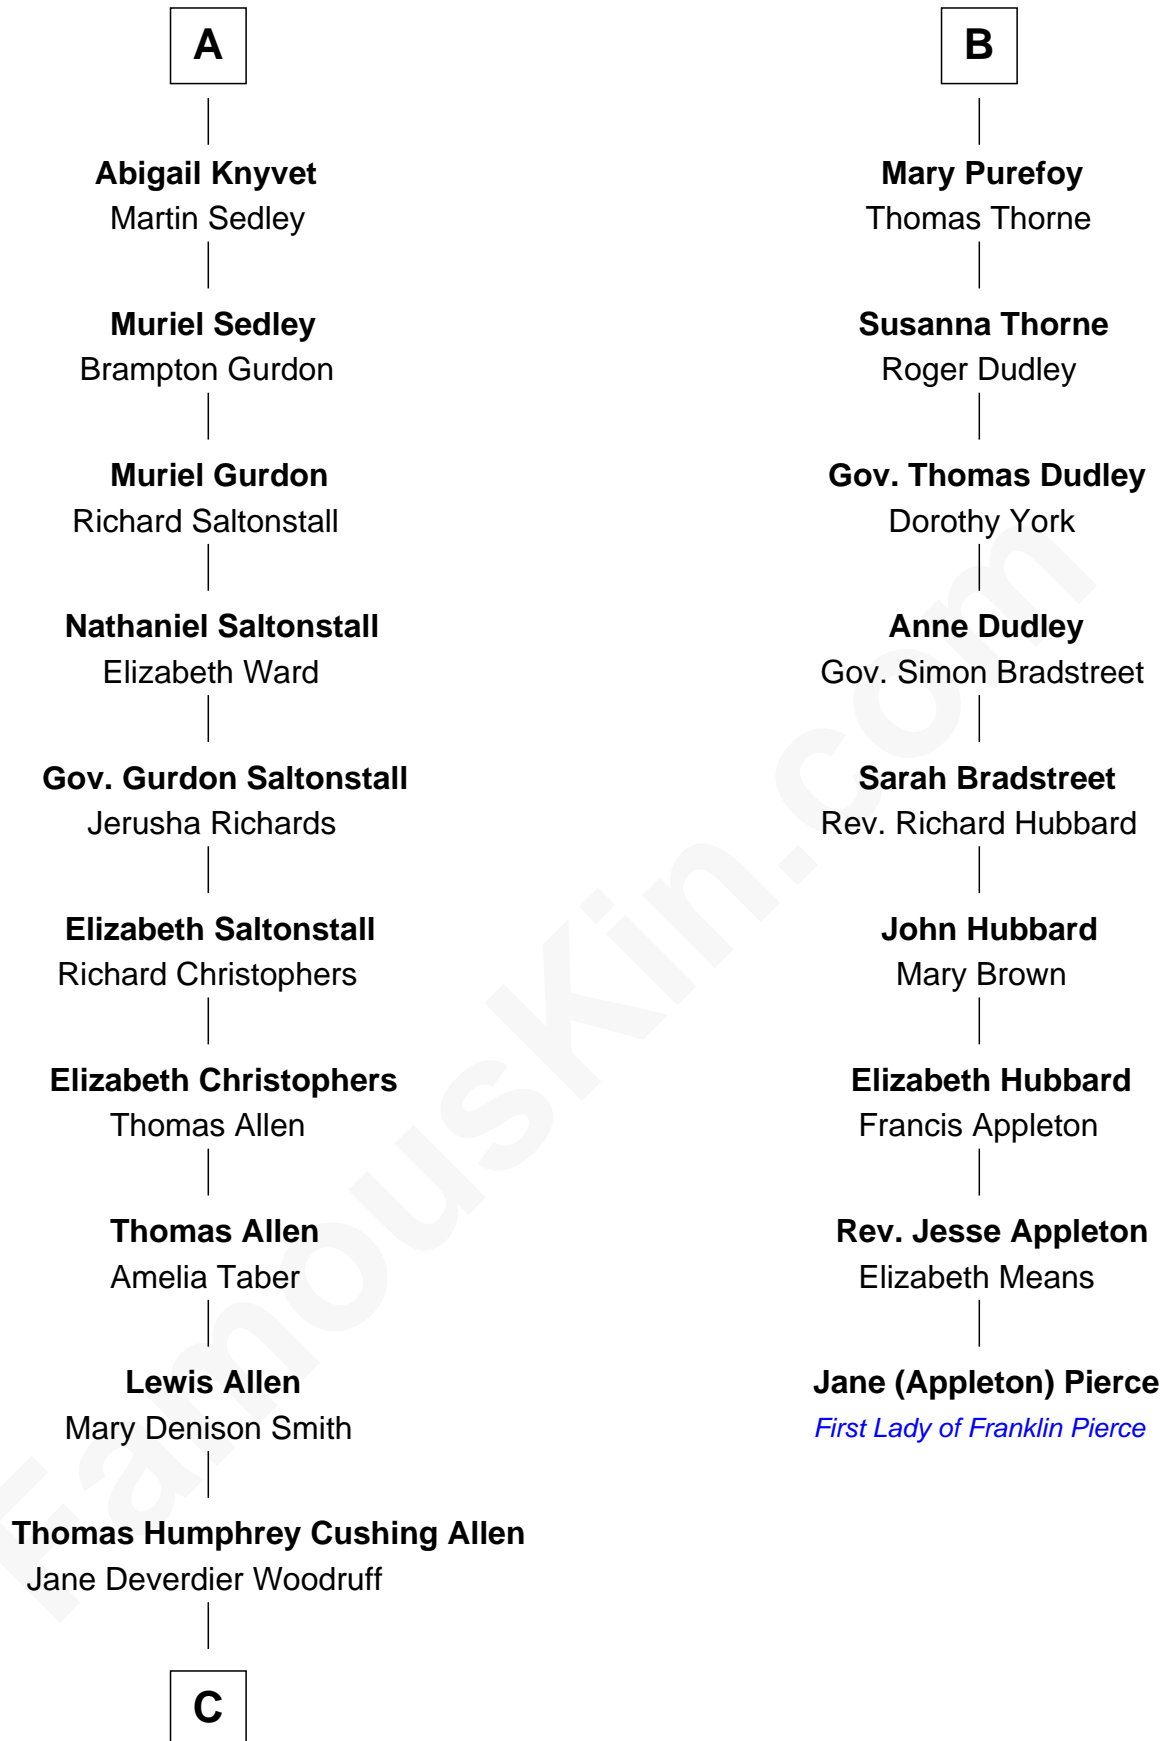 A
Abigail Knyvet
Martin Sedley
Muriel Sedley
Brampton Gurdon
Muriel Gurdon
Richard Saltonstall
Nathaniel Saltonstall
Elizabeth Ward
Gov. Gurdon Saltonstall
Jerusha Richards
Elizabeth Saltonstall
Richard Christophers
Elizabeth Christophers
Thomas Allen
Thomas Allen
Amelia Taber
Lewis Allen
Mary Denison Smith
Thomas Humphrey Cushing Allen
Jane Deverdier Woodruff
C
B
Mary Purefoy
Thomas Thorne
Susanna Thorne
Roger Dudley
Gov. Thomas Dudley
Dorothy York
Anne Dudley
Gov. Simon Bradstreet
Sarah Bradstreet
Rev. Richard Hubbard
John Hubbard
Mary Brown
Elizabeth Hubbard
Francis Appleton
Rev. Jesse Appleton
Elizabeth Means
Jane (Appleton) Pierce
First Lady of Franklin Pierce
FamousKin.com